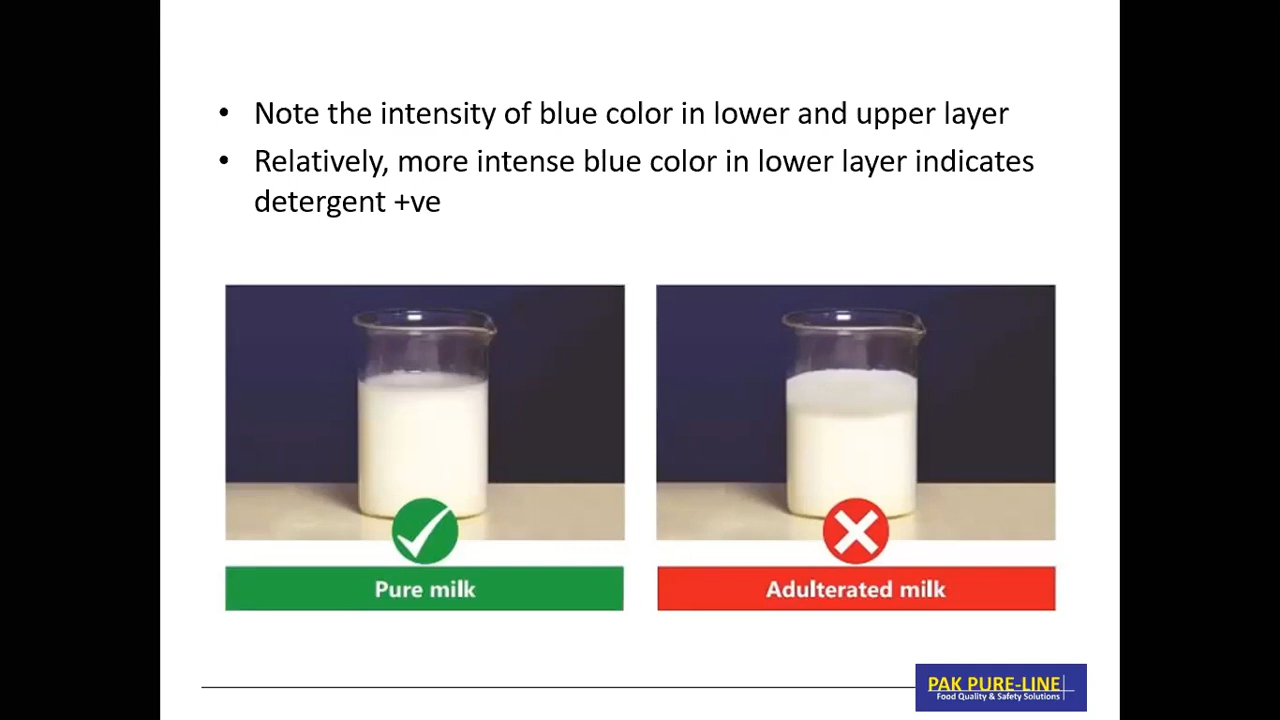 • Note the intensity of blue color in lower and upper layer
• Relatively, more intense blue color in lower layer indicates
detergent +ve
Pure milk
Adulterated milk
PAK PURE-LINE
Food Quality & Safety Solutions